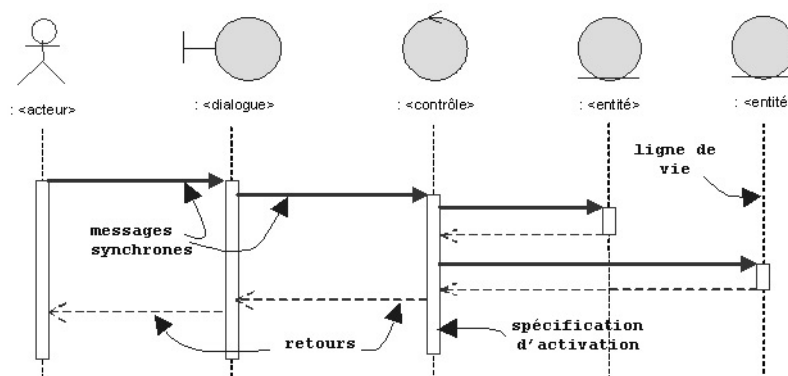 : <acteur>
: <dialogue>
: <contrôle>
: <entité>
: <entité
ligne de
vie
messages
synchrones
retours
spécification
d'activation